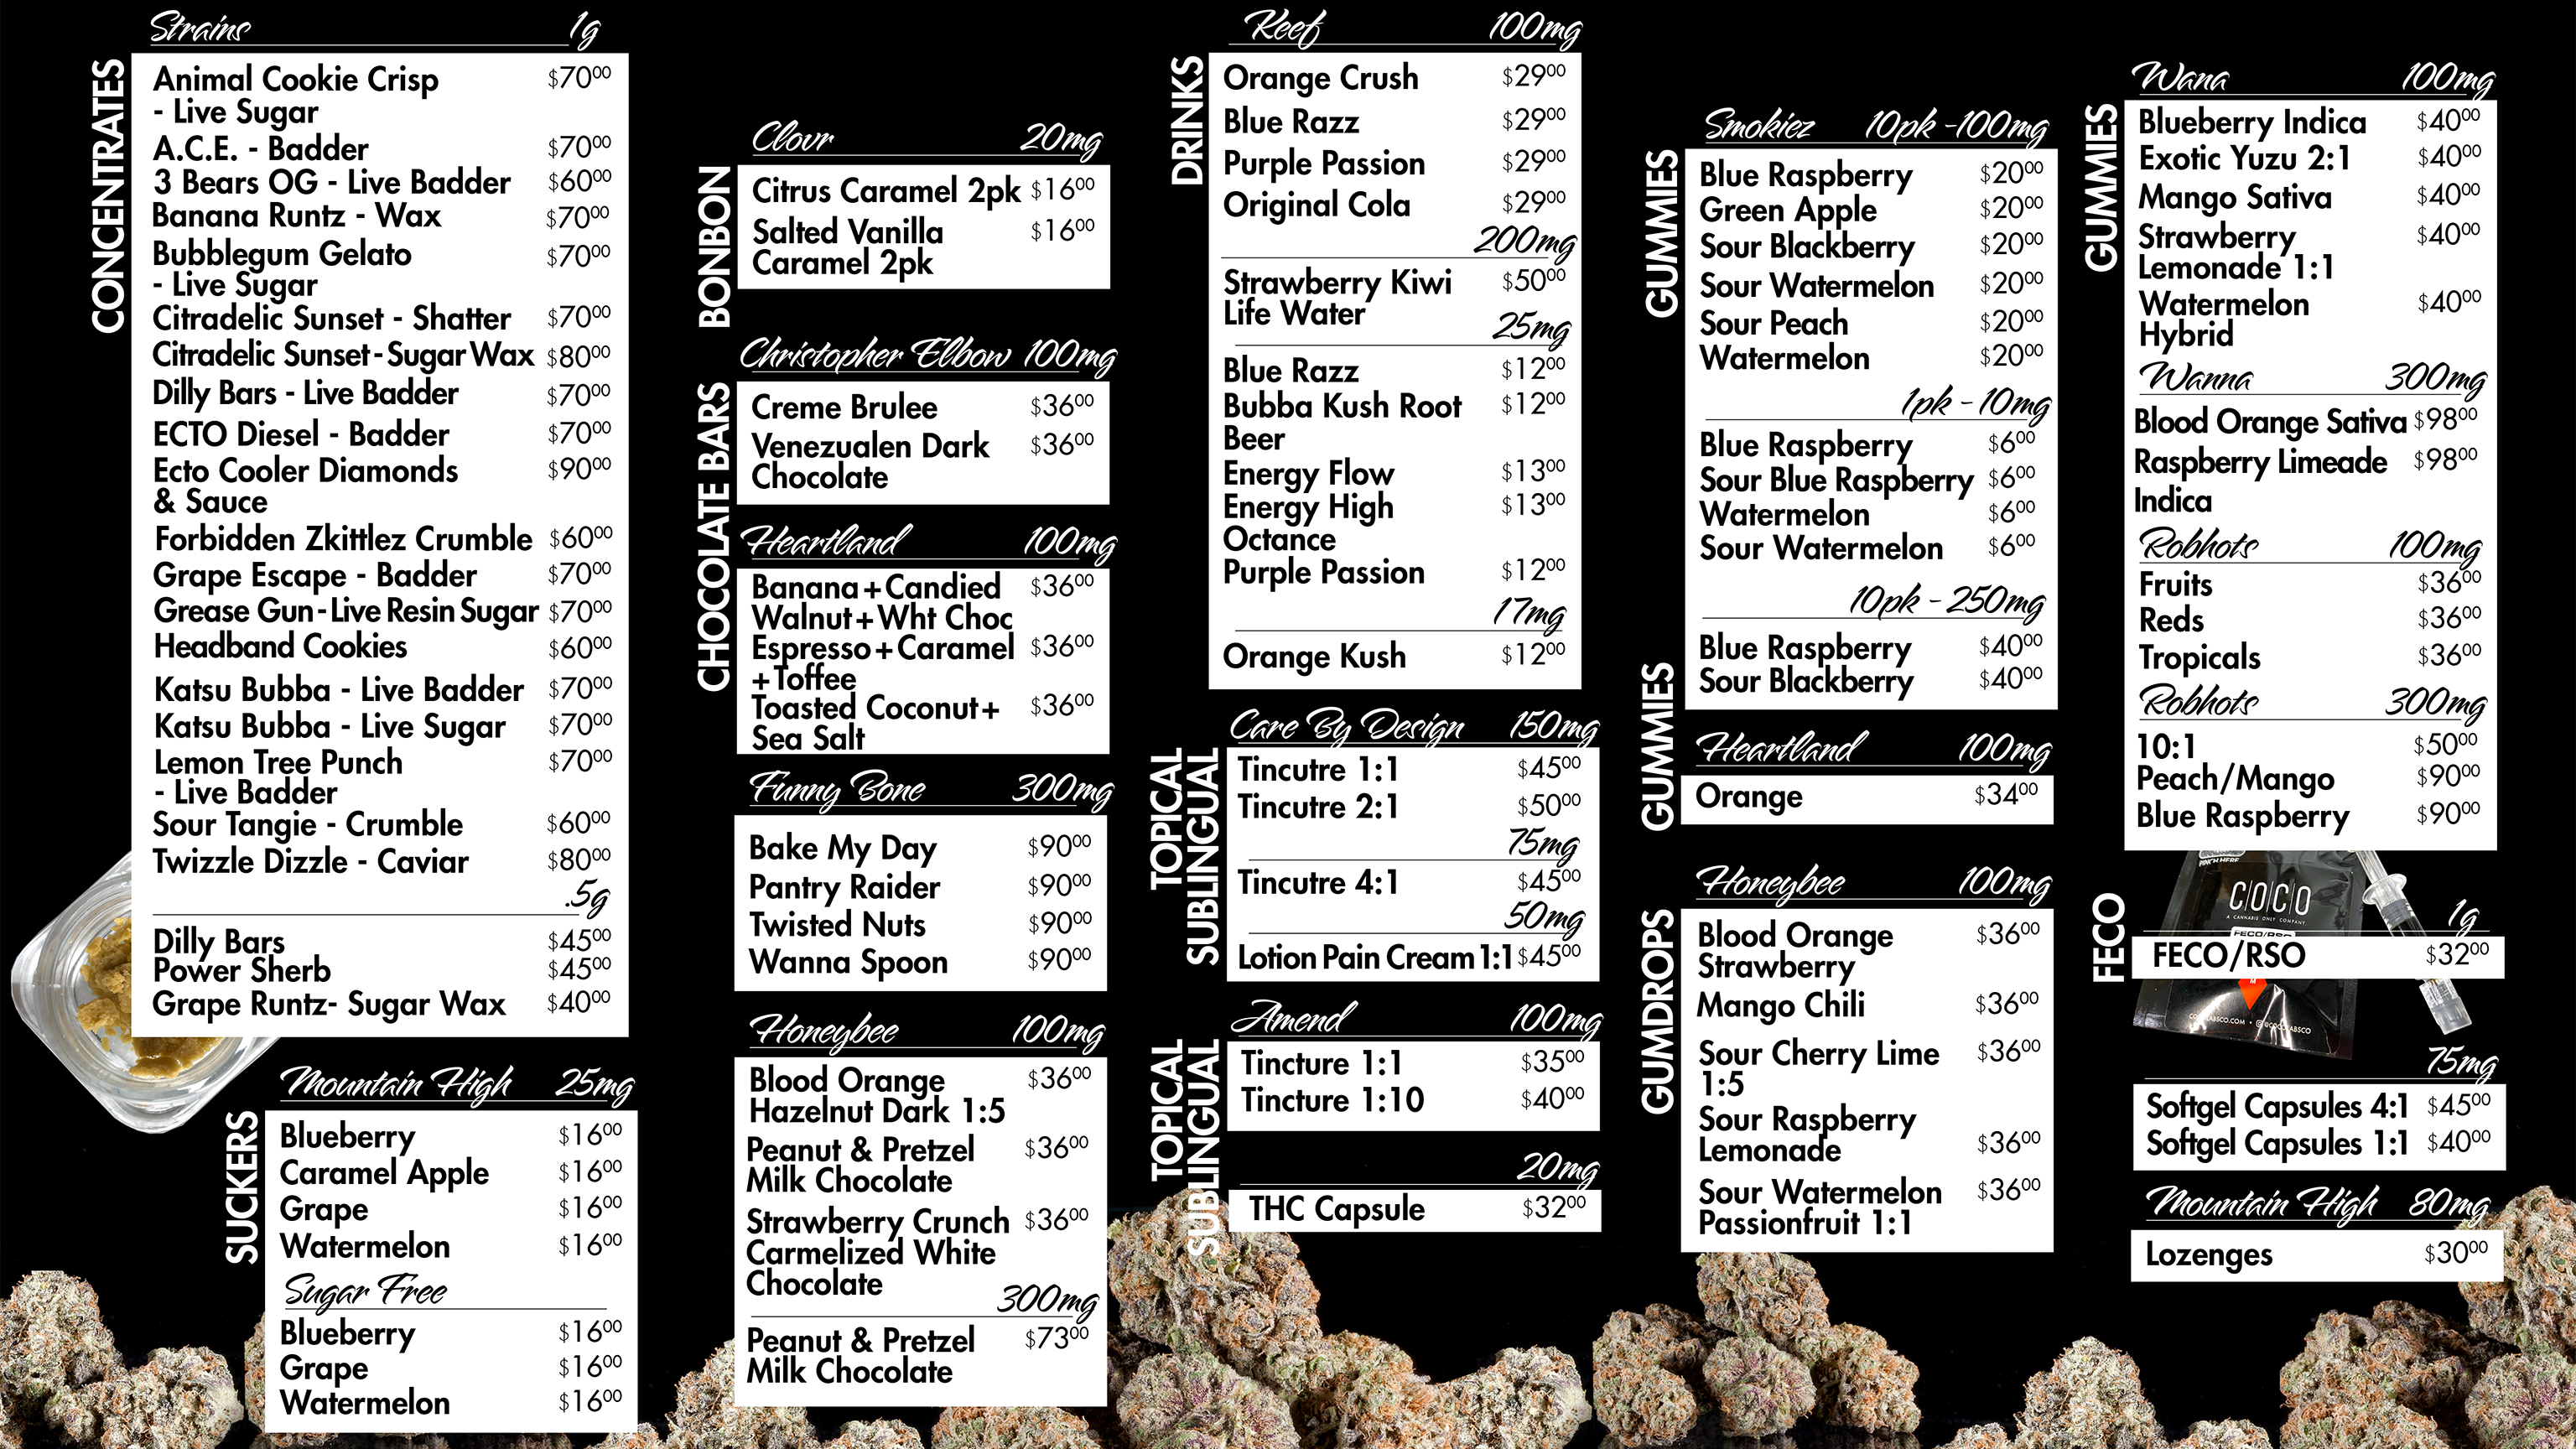 Strains 1g
CONCENTRATES
Animal Cookie Crisp $70.00
- Live Sugar
A.C.E. - Badder $70.00
3 Bears OG - Live Badder $60.00
Banana Runtz - Wax $70.00
Bubblegum Gelato $70.00
- Live Sugar
Citradelic Sunset - Shatter $70.00
Citradelic Sunset - Sugar Wax $80.00
Dilly Bars - Live Badder $70.00
ECTO Diesel - Badder $70.00
Ecto Cooler Diamonds $90.00
& Sauce
Forbidden Zkittlez Crumble $60.00
Grape Escape - Badder $70.00
Grease Gun - Live Resin Sugar $70.00
Headband Cookies $60.00
Katsu Bubba - Live Badder $70.00
Katsu Bubba - Live Sugar $70.00
Lemon Tree Punch $70.00
- Live Badder
Sour Tangie - Crumble $60.00
Twizzle Dizzle - Caviar $80.00
.5g
Dilly Bars $45.00
Power Sherb $45.00
Grape Runtz- Sugar Wax $40.00
Mountain High 25mg
SUCKERS
Blueberry $16.00
Caramel Apple $16.00
Grape $16.00
Watermelon $16.00
Sugar Free
Blueberry $16.00
Grape $16.00
Watermelon $16.00
Clovr 20mg
BONBON
Citrus Caramel 2pk $16.00
Salted Vanilla $16.00
Caramel 2pk
Christopher Elbow 100mg
CHOCOLATE BARS
Creme Brulee $36.00
Venezualen Dark $36.00
Chocolate
Heartland 100mg
Banana+Candied $36.00
Walnut+Wht Choc
Espresso+Caramel $36.00
+Toffee
Toasted Coconut+ $36.00
Sea Salt
Funny Bone 300mg
Bake My Day $90.00
Pantry Raider $90.00
Twisted Nuts $90.00
Wanna Spoon $90.00
Honeybee 100mg
Blood Orange $36.00
Hazelnut Dark 1:5
Peanut & Pretzel $36.00
Milk Chocolate
Strawberry Crunch $36.00
Carmelized White
Chocolate
300mg
Peanut & Pretzel $73.00
Milk Chocolate
Keef 100mg
DRINKS
Orange Crush $29.00
Blue Razz $29.00
Purple Passion $29.00
Original Cola $29.00
200mg
Strawberry Kiwi $50.00
Life Water
25mg
Blue Razz $12.00
Bubba Kush Root $12.00
Beer
Energy Flow $13.00
Energy High $13.00
Octance
Purple Passion $12.00
17mg
Orange Kush $12.00
Care By Design 150mg
TOPICAL
SUBLINGUAL
Tincutre 1:1 $45.00
Tincutre 2:1 $50.00
75mg
Tincutre 4:1 $45.00
50mg
Lotion Pain Cream 1:1 $45.00
Amend 100mg
TOPICAL
SUBLINGUAL
Tincture 1:1 $35.00
Tincture 1:10 $40.00
20mg
THC Capsule $32.00
Smokiez 10pk -100mg
GUMMIES
Blue Raspberry $20.00
Green Apple $20.00
Sour Blackberry $20.00
Sour Watermelon $20.00
Sour Peach $20.00
Watermelon $20.00
1pk - 10mg
Blue Raspberry $6.00
Sour Blue Raspberry $6.00
Watermelon $6.00
Sour Watermelon $6.00
10pk - 250mg
Blue Raspberry $40.00
Sour Blackberry $40.00
GUMMIES
Heartland 100mg
Orange $34.00
Honeybee 100mg
GUMDROPS
Blood Orange $36.00
Strawberry
Mango Chili $36.00
Sour Cherry Lime $36.00
1:5
Sour Raspberry
Lemonade $36.00
Sour Watermelon $36.00
Passionfruit 1:1
Wana 100mg
GUMMIES
Blueberry Indica $40.00
Exotic Yuzu 2:1 $40.00
Mango Sativa $40.00
Strawberry $40.00
Lemonade 1:1
Watermelon $40.00
Hybrid
Wanna 300mg
Blood Orange Sativa $98.00
Raspberry Limeade $98.00
Indica
Robhots 100mg
Fruits $36.00
Reds $36.00
Tropicals $36.00
Robhots 300mg
10:1 $50.00
Peach/Mango $90.00
Blue Raspberry $90.00
PINCH HERE
COCO
A CANNABIS ONLY COMPANY
FECO/RSO
FECO
1g
FECO/RSO $32.00
75mg
Softgel Capsules 4:1 $45.00
Softgel Capsules 1:1 $40.00
Mountain High 80mg
Lozenges $30.00